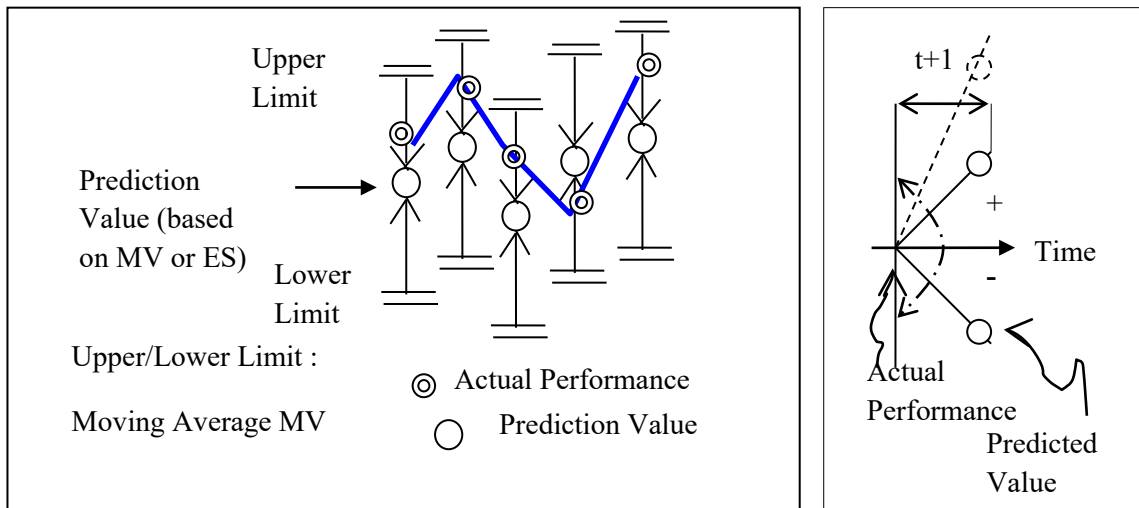 Upper
Limit
Prediction
Value (based
on MV or ES)
Lower
Limit
Upper/Lower Limit :
Moving Average MV
Actual Performance
Prediction Value
t+1
+
Time
-
Actual
Performance
Predicted
Value